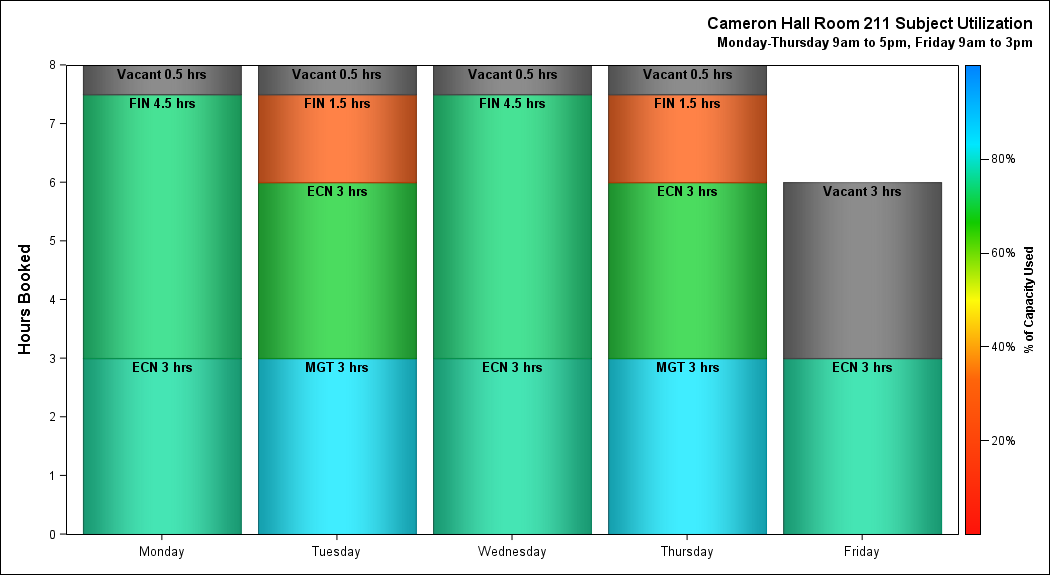 Cameron Hall Room 211 Subject Utilization
Monday-Thursday 9am to 5pm, Friday 9am to 3pm
Hours Booked
8
7
6
5
4
3
2
1
0
Vacant 0.5 hrs
FIN 4.5 hrs
ECN 3 hrs
Vacant 0.5 hrs
FIN 1.5 hrs
ECN 3 hrs
MGT 3 hrs
Vacant 0.5 hrs
FIN 4.5 hrs
ECN 3 hrs
Vacant 0.5 hrs
FIN 1.5 hrs
ECN 3 hrs
MGT 3 hrs
Vacant 3 hrs
ECN 3 hrs
Monday
Tuesday
Wednesday
Thursday
Friday
80%
60%
40%
20%
% of Capacity Used